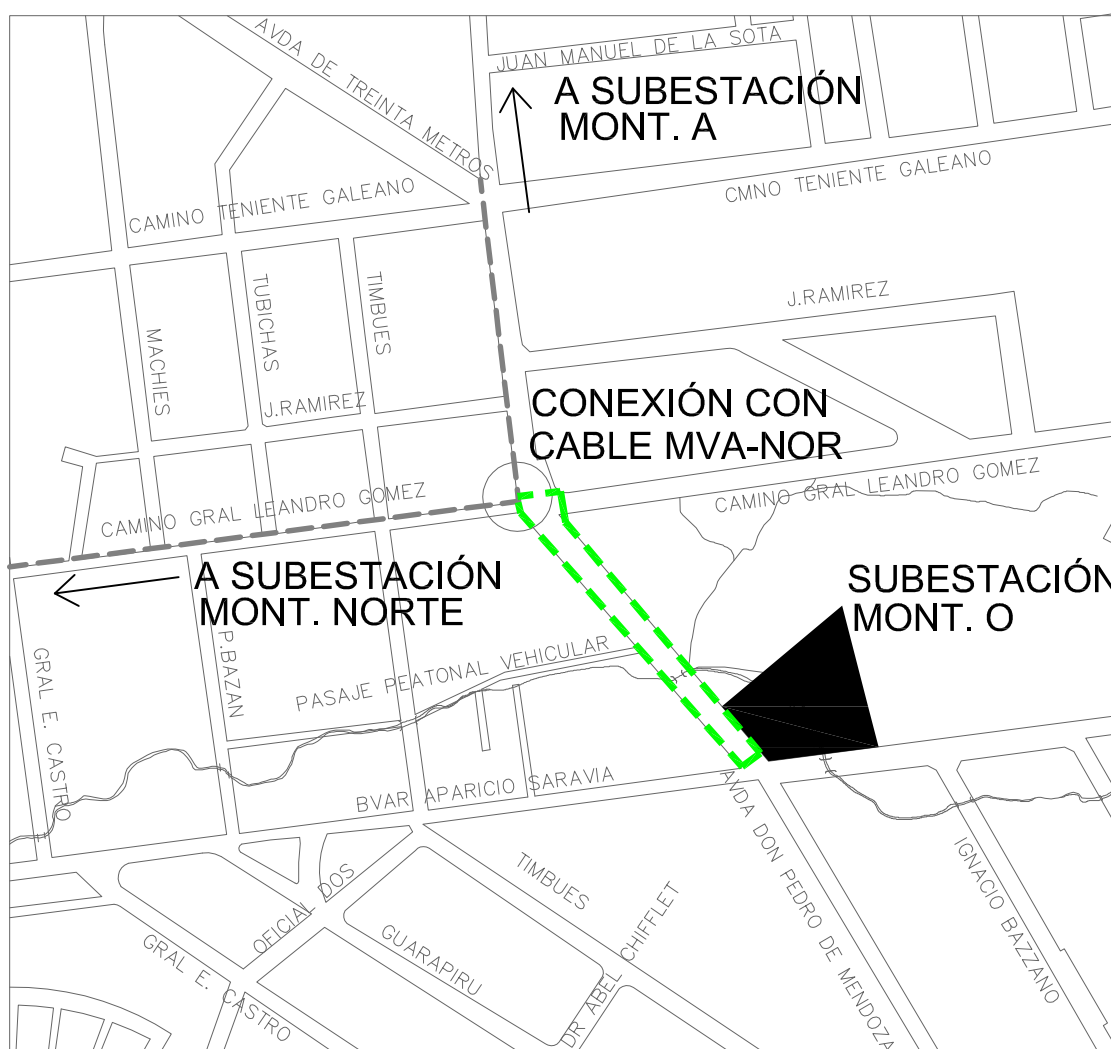 AVDA DE TREINTA METROS
JUAN MANUEL DE LA SOTA
A SUBESTACIÓN
MONT. A
CAMINO TENIENTE GALEANO
CMNO TENIENTE GALEANO
MACHIES
TUBICHAS
TIMBUES
J.RAMIREZ
J.RAMIREZ
CONEXIÓN CON
CABLE MVA-NOR
CAMINO GRAL LEANDRO GOMEZ
CAMINO GRAL LEANDRO GOMEZ
A SUBESTACIÓN
MONT. NORTE
SUBESTACIÓN
MONT. O
GRAL E. CASTRO
P.BAZAN
PASAJE PEATONAL VEHICULAR
BVAR APARICIO SARAVIA
AVDA DON PEDRO DE MENDOZA
IGNACIO BAZZANO
OFICIAL DOS
TIMBUES
GUARAPIRU
DR ABEL CHIFFLET
GRAL E. CASTRO